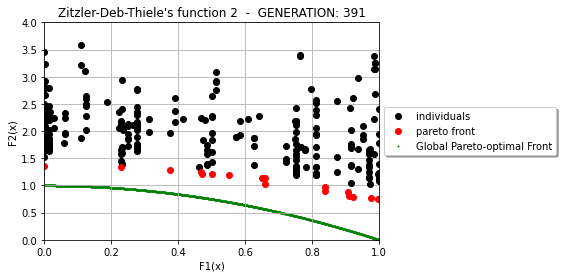 Zitzler-Deb-Thiele's function 2 - GENERATION: 391
4.0
3.5
3.0
2.5
2.0
1.5
1.0
0.5
0.0
F2(x)
0.0 0.2 0.4 0.6 0.8 1.0
F1(x)
individuals
pareto front
Global Pareto-optimal Front